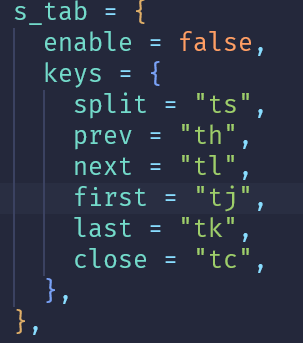 s_tab = {
  enable = false,
  keys = {
    split = "ts",
    prev = "th",
    next = "tl",
    first = "tj",
    last = "tk",
    close = "tc",
  },
},